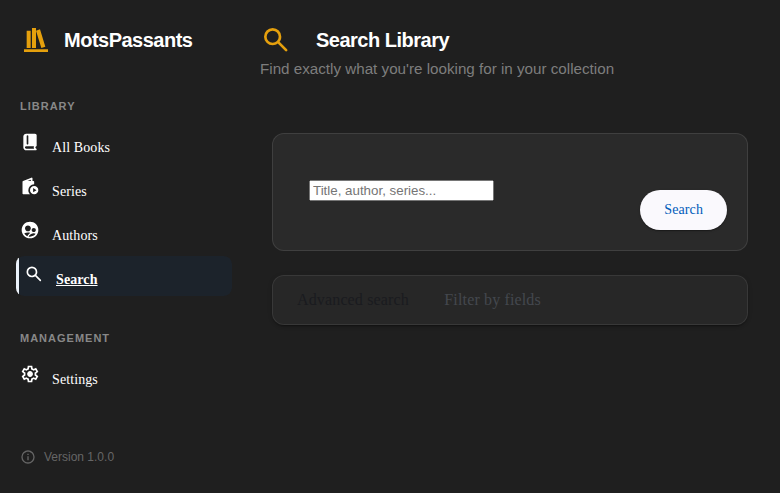 MotsPassants
LIBRARY
All Books
Series
Authors
Search
MANAGEMENT
Settings
Version 1.0.0
Search Library
Find exactly what you're looking for in your collection
Title, author, series...
Search
Advanced search
Filter by fields